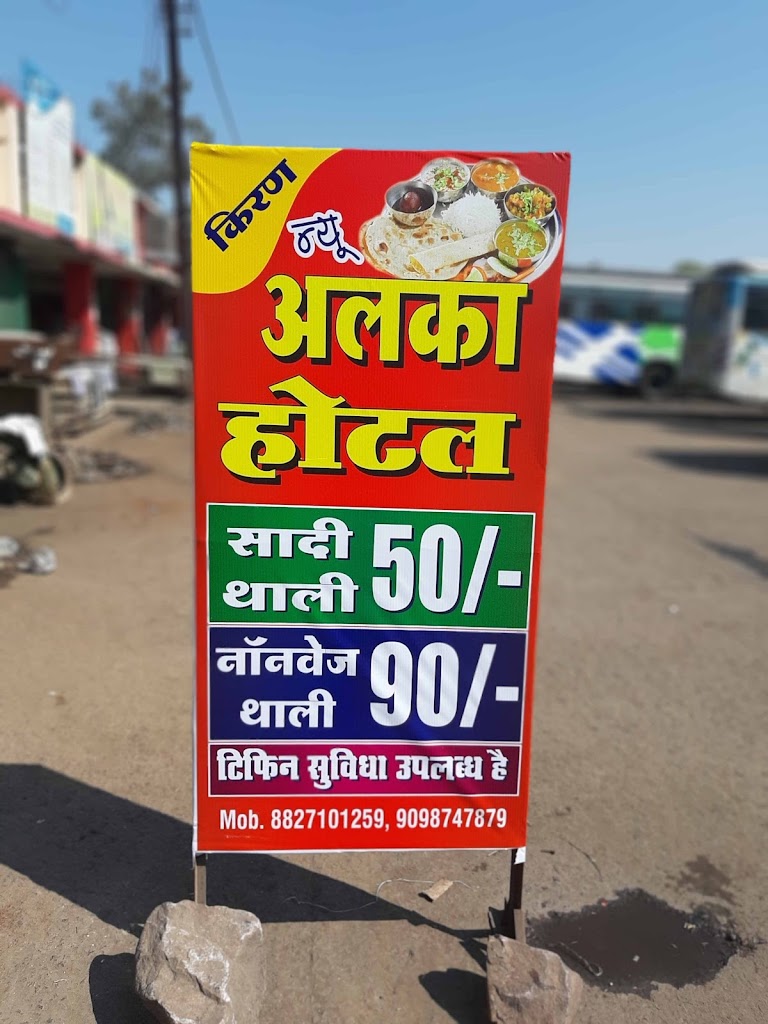 किरण
न्यू
अलका
होटल
सादी
थाली 50/-
नॉनवेज
थाली 90/-
टिफिन सुविधा उपलब्ध है
Mob. 8827101259, 9098747879